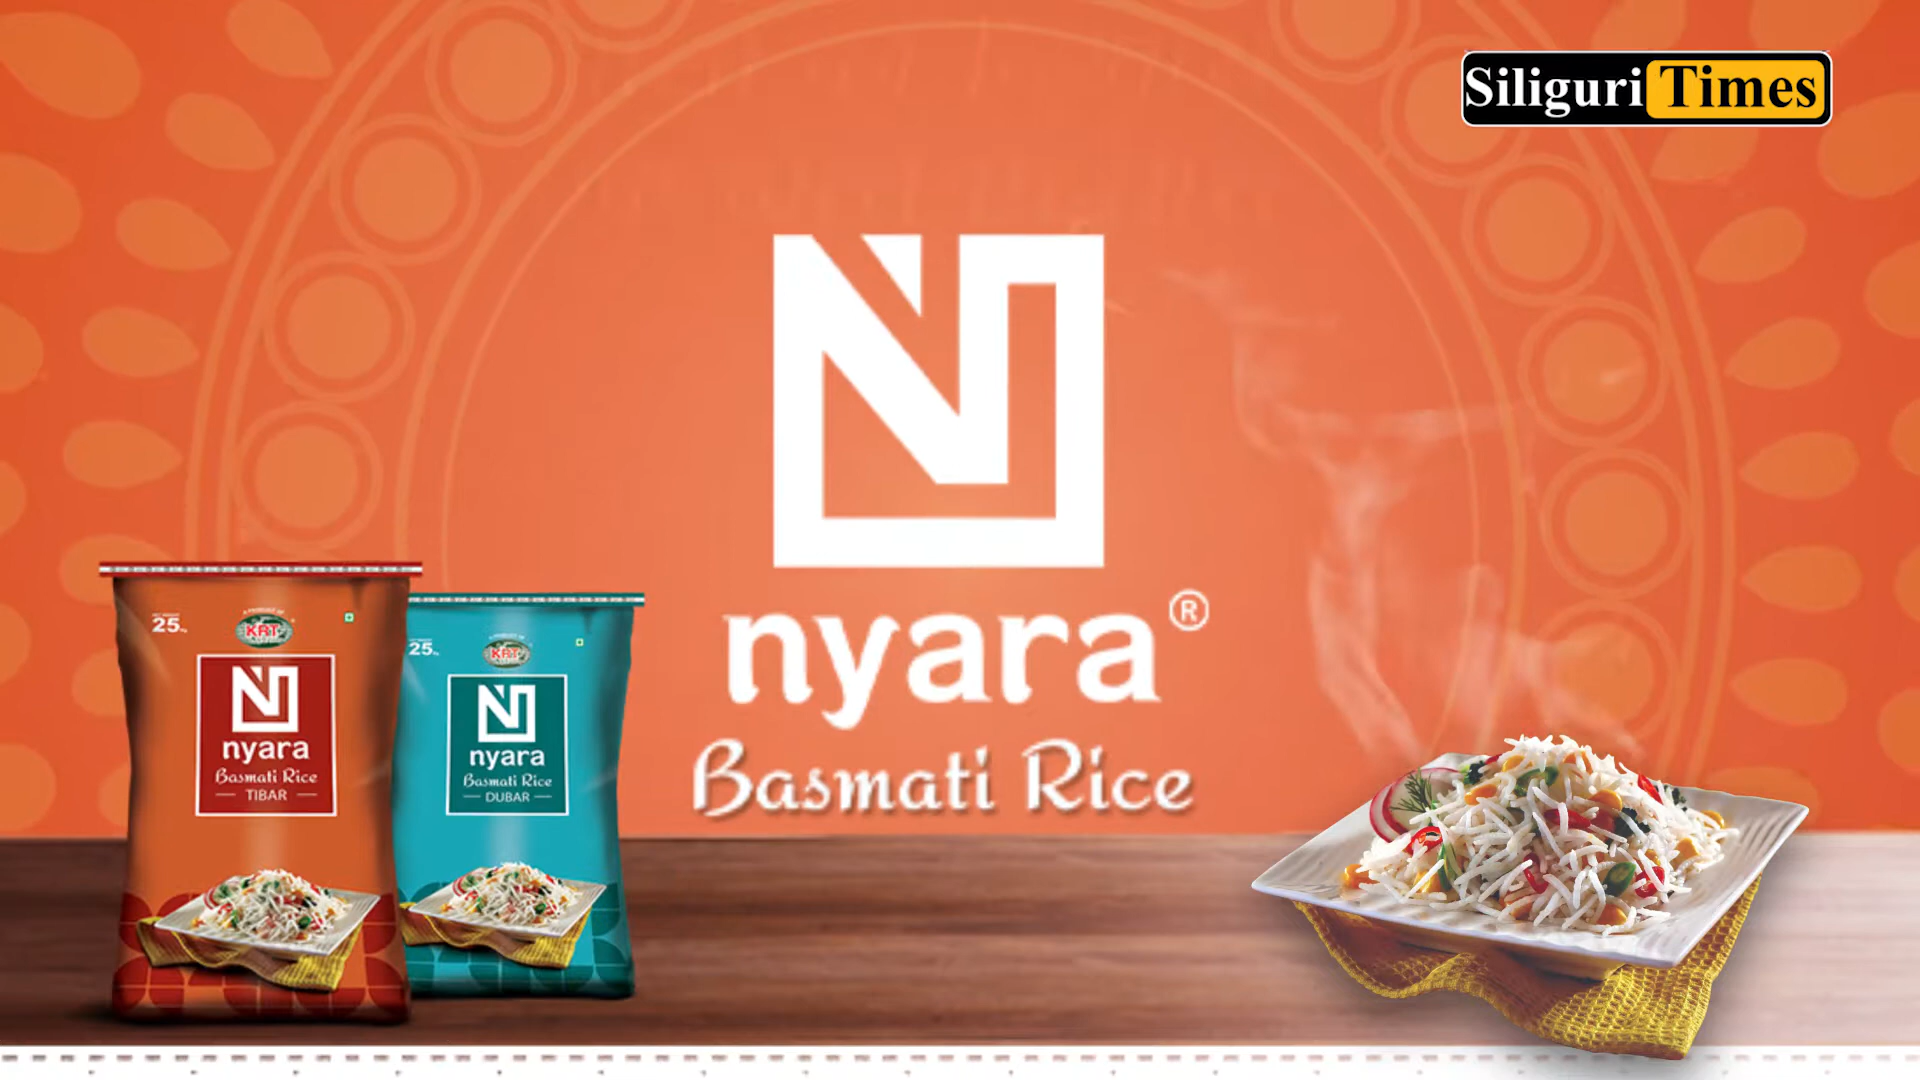 Siliguri Times
nyara®
Basmati Rice
25
KRT
nyara
Basmati Rice
TIBAR
25
KRT
nyara
Basmati Rice
DUBAR